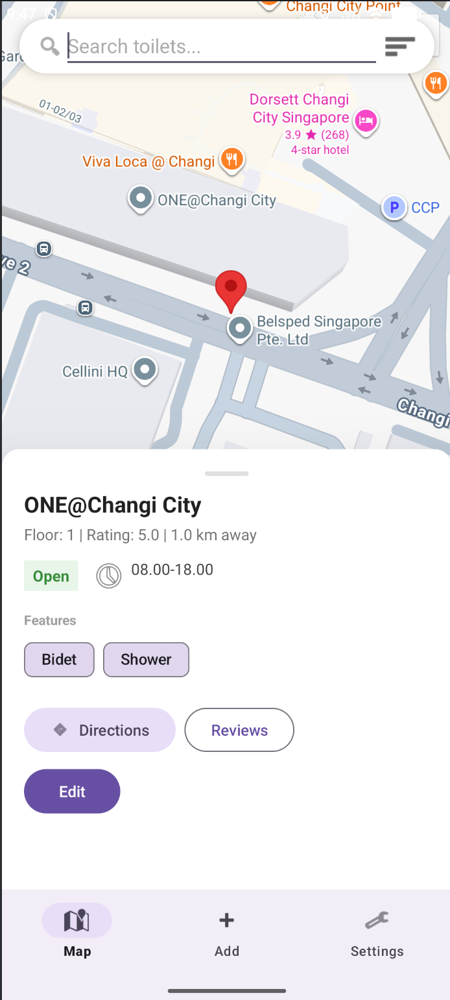 9:47
Changi City Point
Search toilets...
01-02/03
Dorsett Changi
City Singapore
3.9 ★ (268)
4-star hotel
Viva Loca @ Changi
ONE@Changi City
P CCP
ve 2
Belsped Singapore
Pte. Ltd
Cellini HQ
Changi
ONE@Changi City
Floor: 1 | Rating: 5.0 | 1.0 km away
Open 08.00-18.00
Features
Bidet Shower
Directions Reviews
Edit
Map Add Settings